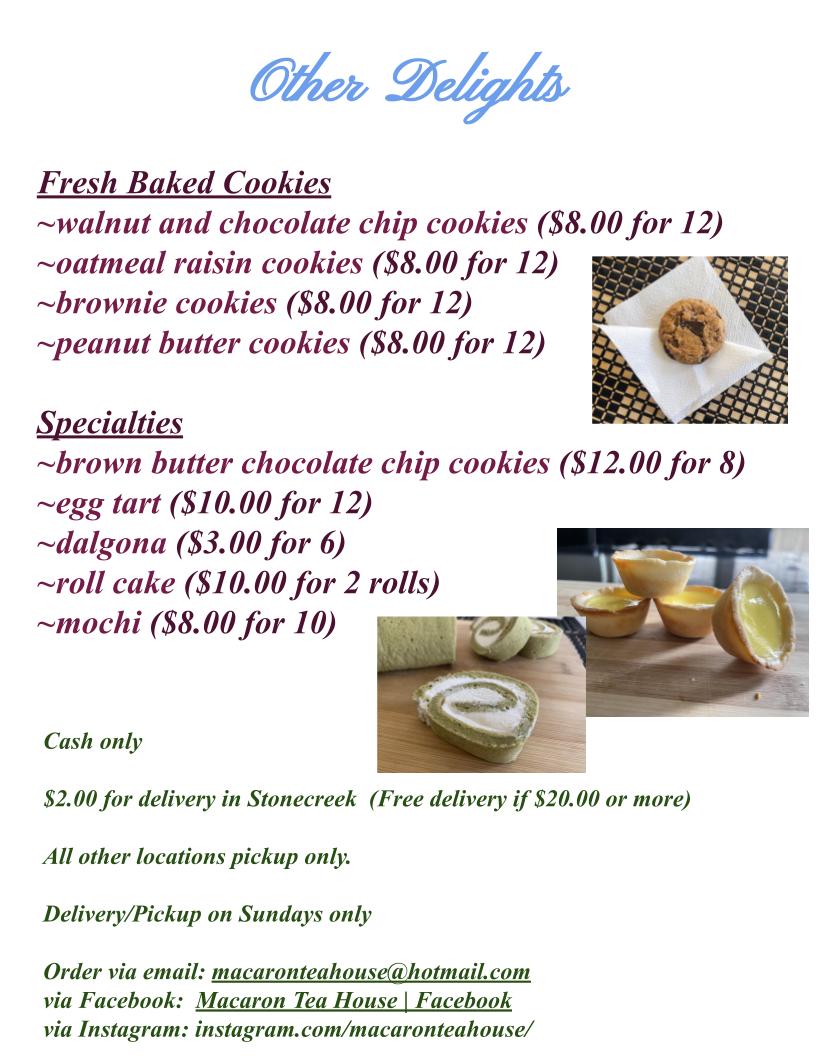 Other Delights
Fresh Baked Cookies
~walnut and chocolate chip cookies ($8.00 for 12)
~oatmeal raisin cookies ($8.00 for 12)
~brownie cookies ($8.00 for 12)
~peanut butter cookies ($8.00 for 12)
Specialties
~brown butter chocolate chip cookies ($12.00 for 8)
~egg tart ($10.00 for 12)
~dalgona ($3.00 for 6)
~roll cake ($10.00 for 2 rolls)
~mochi ($8.00 for 10)
Cash only
$2.00 for delivery in Stonecreek (Free delivery if $20.00 or more)
All other locations pickup only.
Delivery/Pickup on Sundays only
Order via email: macaronteahouse@hotmail.com
via Facebook: Macaron Tea House | Facebook
via Instagram: instagram.com/macaronteahouse/